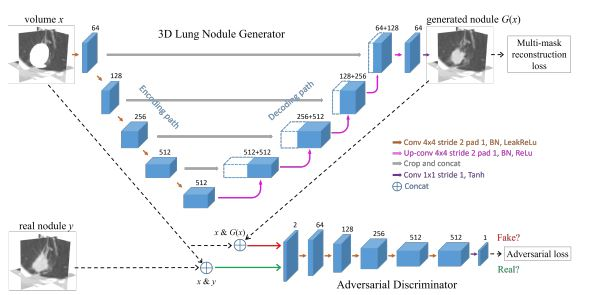 volume x
64
3D Lung Nodule Generator
64+128
64
generated nodule G(x)
Multi-mask
reconstruction
loss
128
128+256
Encoding path
Decoding path
256
256+512
512
512+512
512
Conv 4x4 stride 2 pad 1, BN, LeakReLu
Up-conv 4x4 stride 2 pad 1, BN, ReLu
Crop and concat
Conv 1x1 stride 1, Tanh
Concat
real nodule y
x & G(x)
x & y
2
64
128
256
512
512
1
Fake?
Adversarial loss
Real?
Adversarial Discriminator